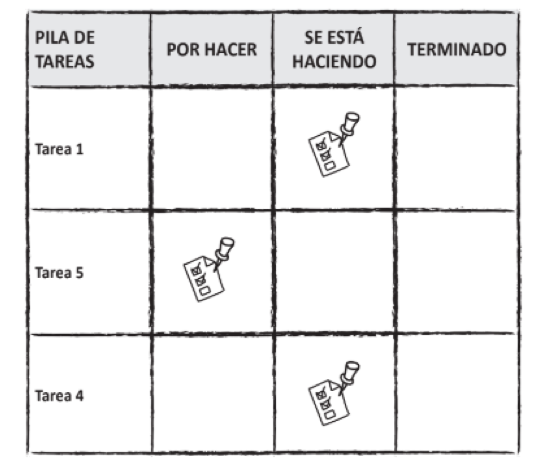 PILA DE
TAREAS
POR HACER
SE ESTÁ
HACIENDO
TERMINADO
Tarea 1
Tarea 5
Tarea 4